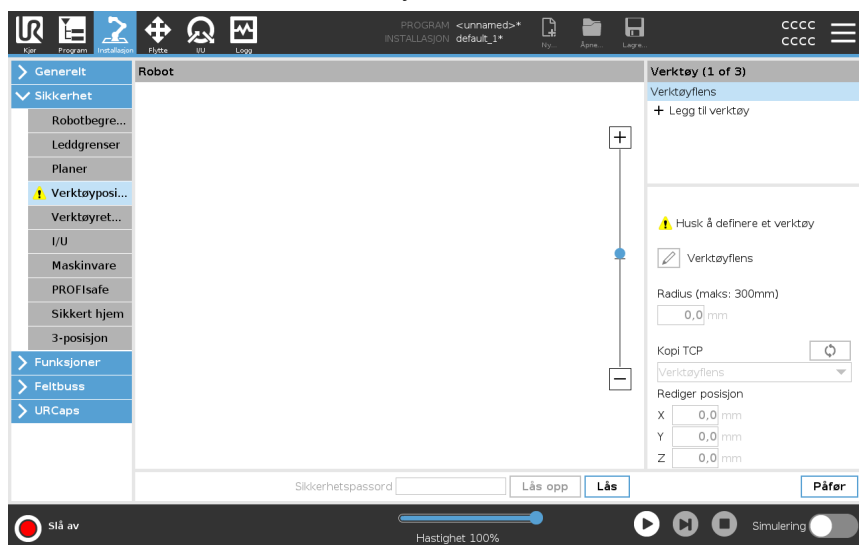 PROGRAM <unnamed>*
INSTALLASJON default_1*
Ny...
Åpne...
Lagre...
CCCC
CCCC
Kjør
Program
Installasjon
Flytte
I/U
Logg
Generelt
Sikkerhet
Robotbegre...
Leddgrenser
Planer
Verktøyposi...
Verktøyret...
I/U
Maskinvare
PROFIsafe
Sikkert hjem
3-posisjon
Funksjoner
Feltbuss
URCaps
Robot
Verktøy (1 of 3)
Verktøyflens
+ Legg til verktøy
Husk å definere et verktøy
Verktøyflens
Radius (maks: 300mm)
0,0 mm
Kopi TCP
Verktøyflens
Rediger posisjon
X 0,0 mm
Y 0,0 mm
Z 0,0 mm
Sikkerhetspassord
Lås opp
Lås
Påfør
Slå av
Hastighet 100%
Simulering